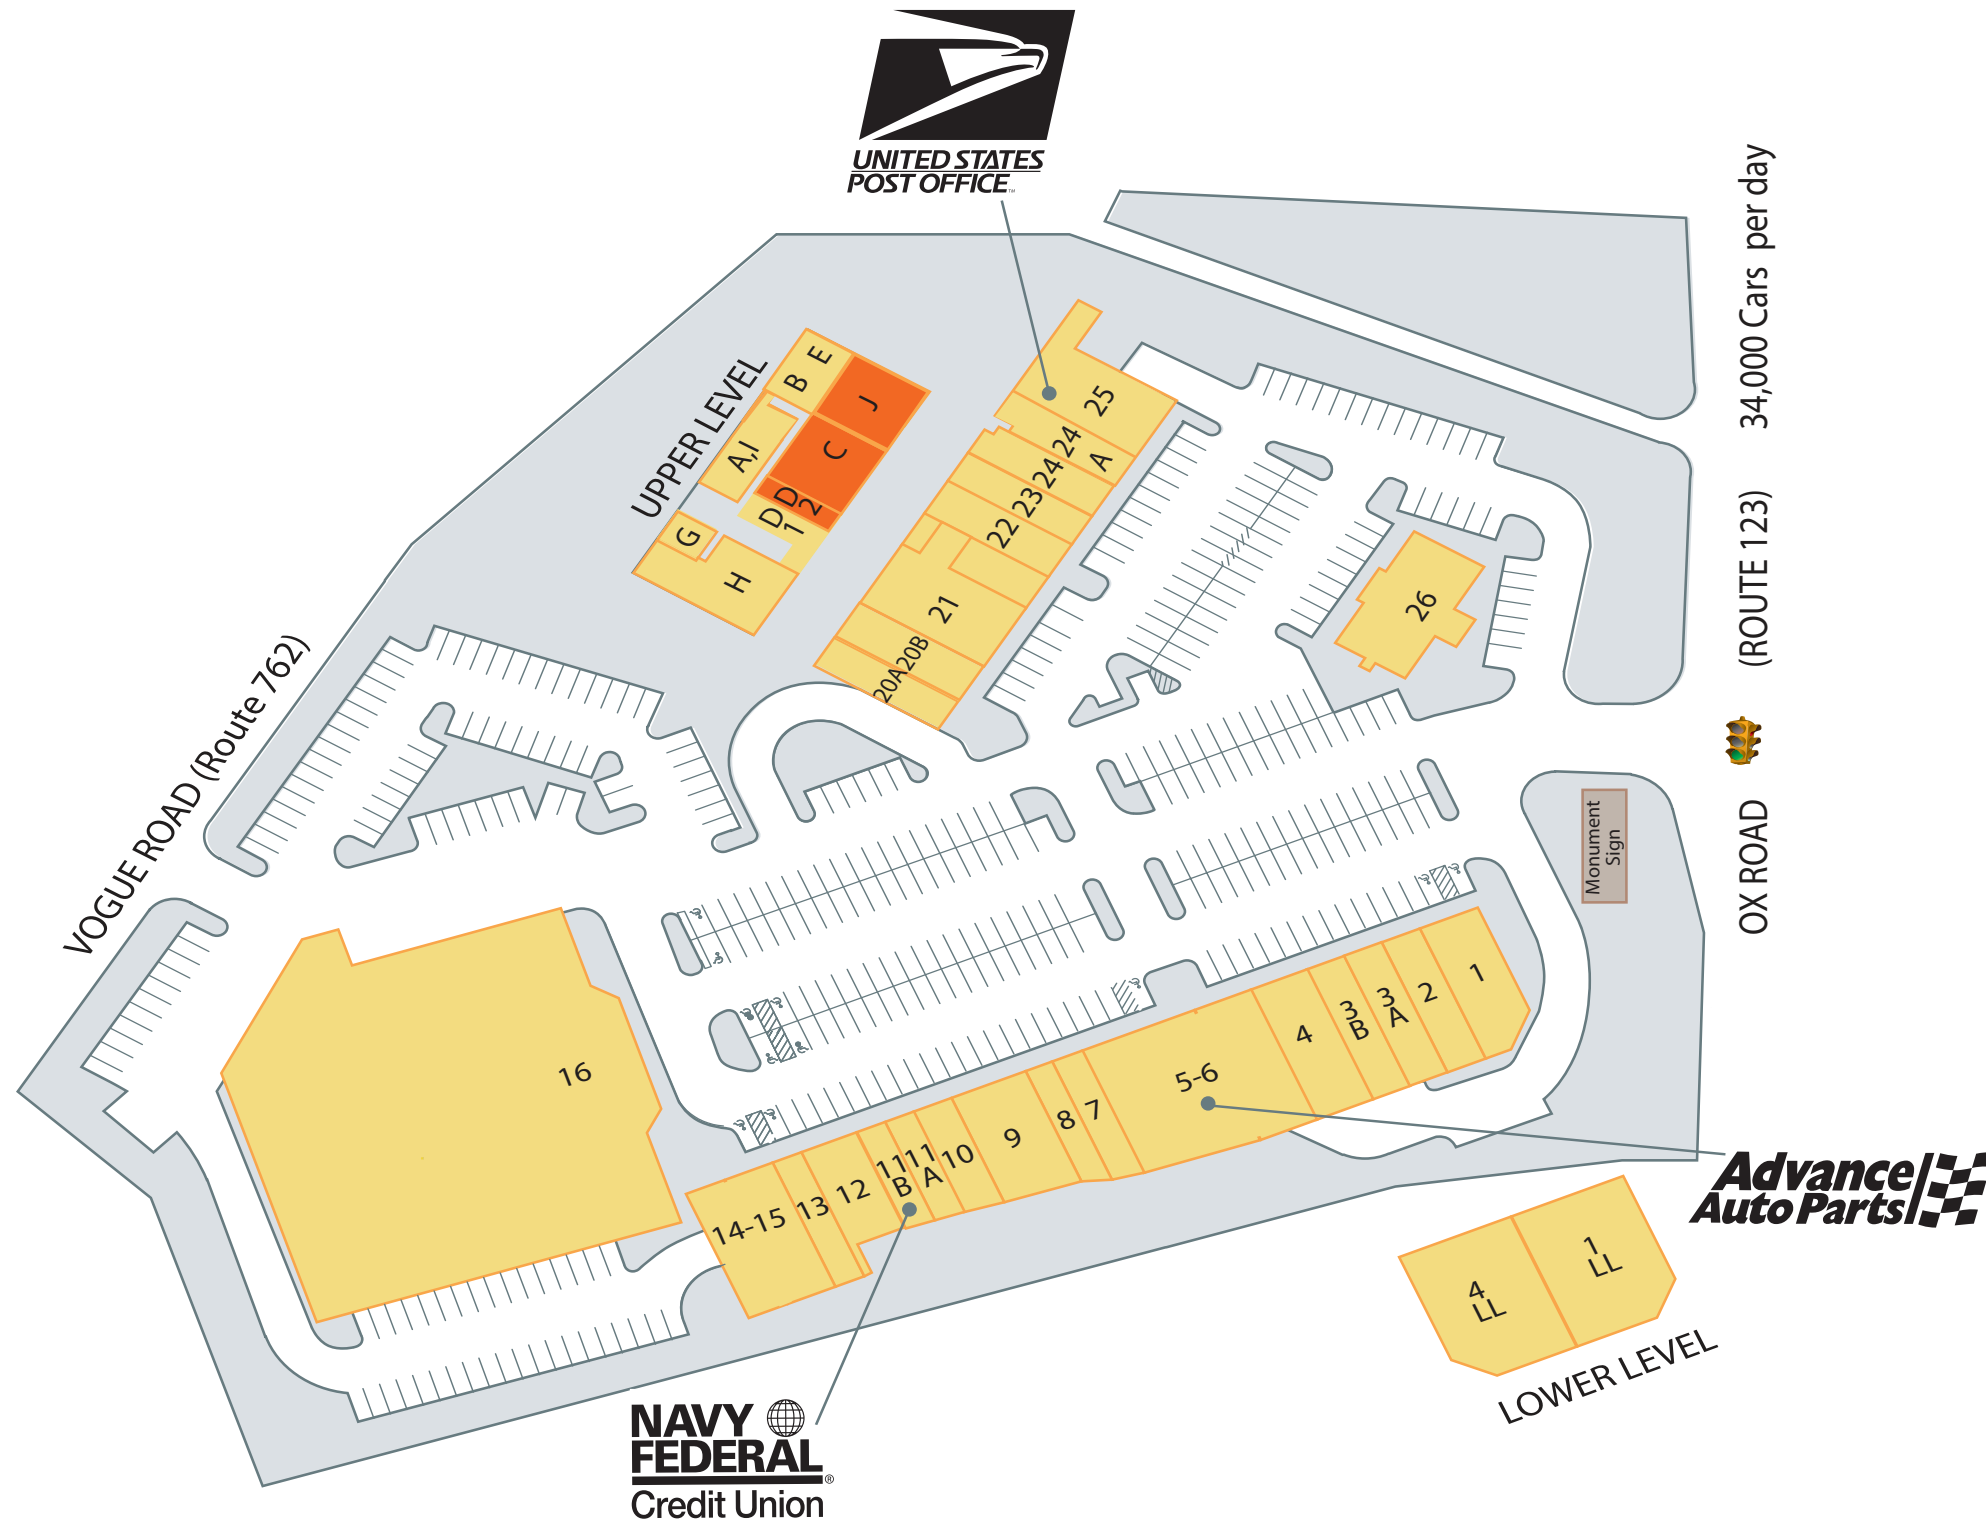 UNITED STATES
POST OFFICE™
34,000 Cars per day
(ROUTE 123)
OX ROAD
VOGUE ROAD (Route 762)
UPPER LEVEL
B E
J
A,I
C
D
2
D
1
G
H
25
24
A
24
23
22
21
20B
20A
26
Monument
Sign
16
1
2
3
A
3
B
4
5-6
7
8
9
10
11
A
11
B
12
13
14-15
Advance
Auto Parts
1
LL
4
LL
LOWER LEVEL
NAVY
FEDERAL
®
Credit Union